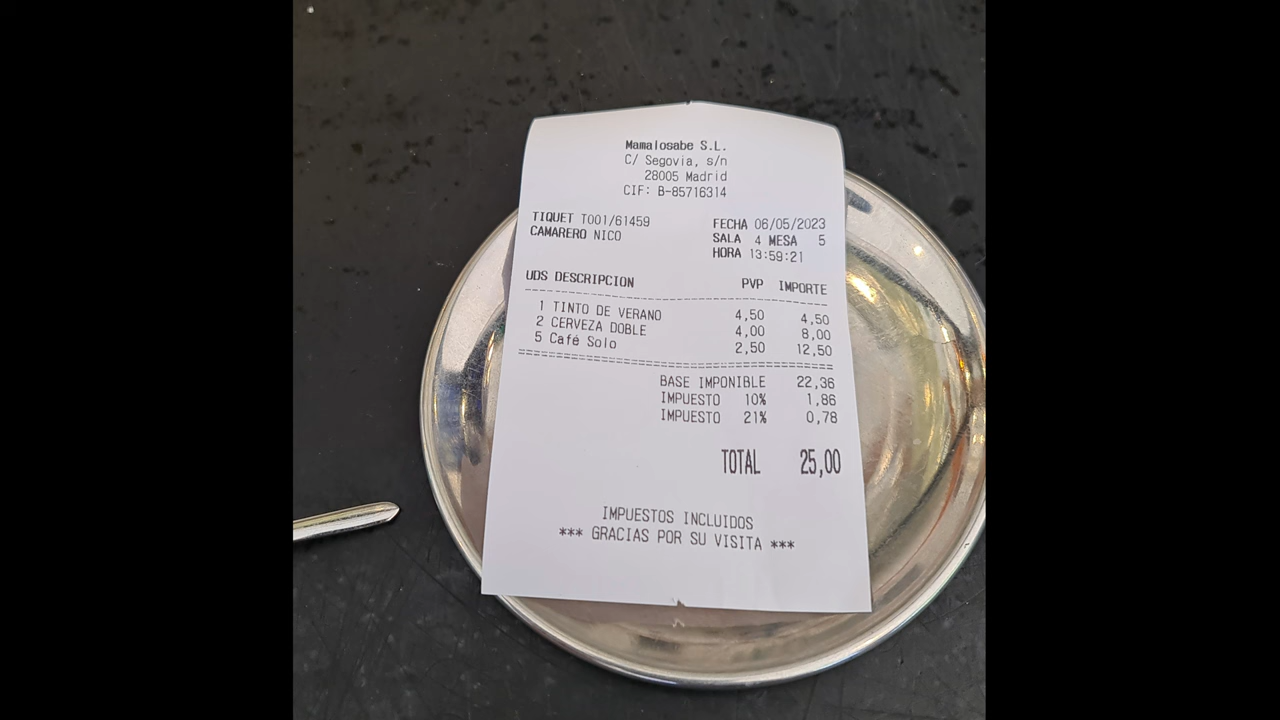 Mamalosabe S.L.
C/ Segovia, s/n
28005 Madrid
CIF: B-85716314
TIQUET T001/61459 FECHA 06/05/2023
CAMARERO NICO SALA 4 MESA 5
HORA 13:59:21
UDS DESCRIPCION PVP IMPORTE
1 TINTO DE VERANO 4,50 4,50
2 CERVEZA DOBLE 4,00 8,00
5 Café Solo 2,50 12,50
BASE IMPONIBLE 22,36
IMPUESTO 10% 1,86
IMPUESTO 21% 0,78
TOTAL 25,00
IMPUESTOS INCLUIDOS
*** GRACIAS POR SU VISITA ***